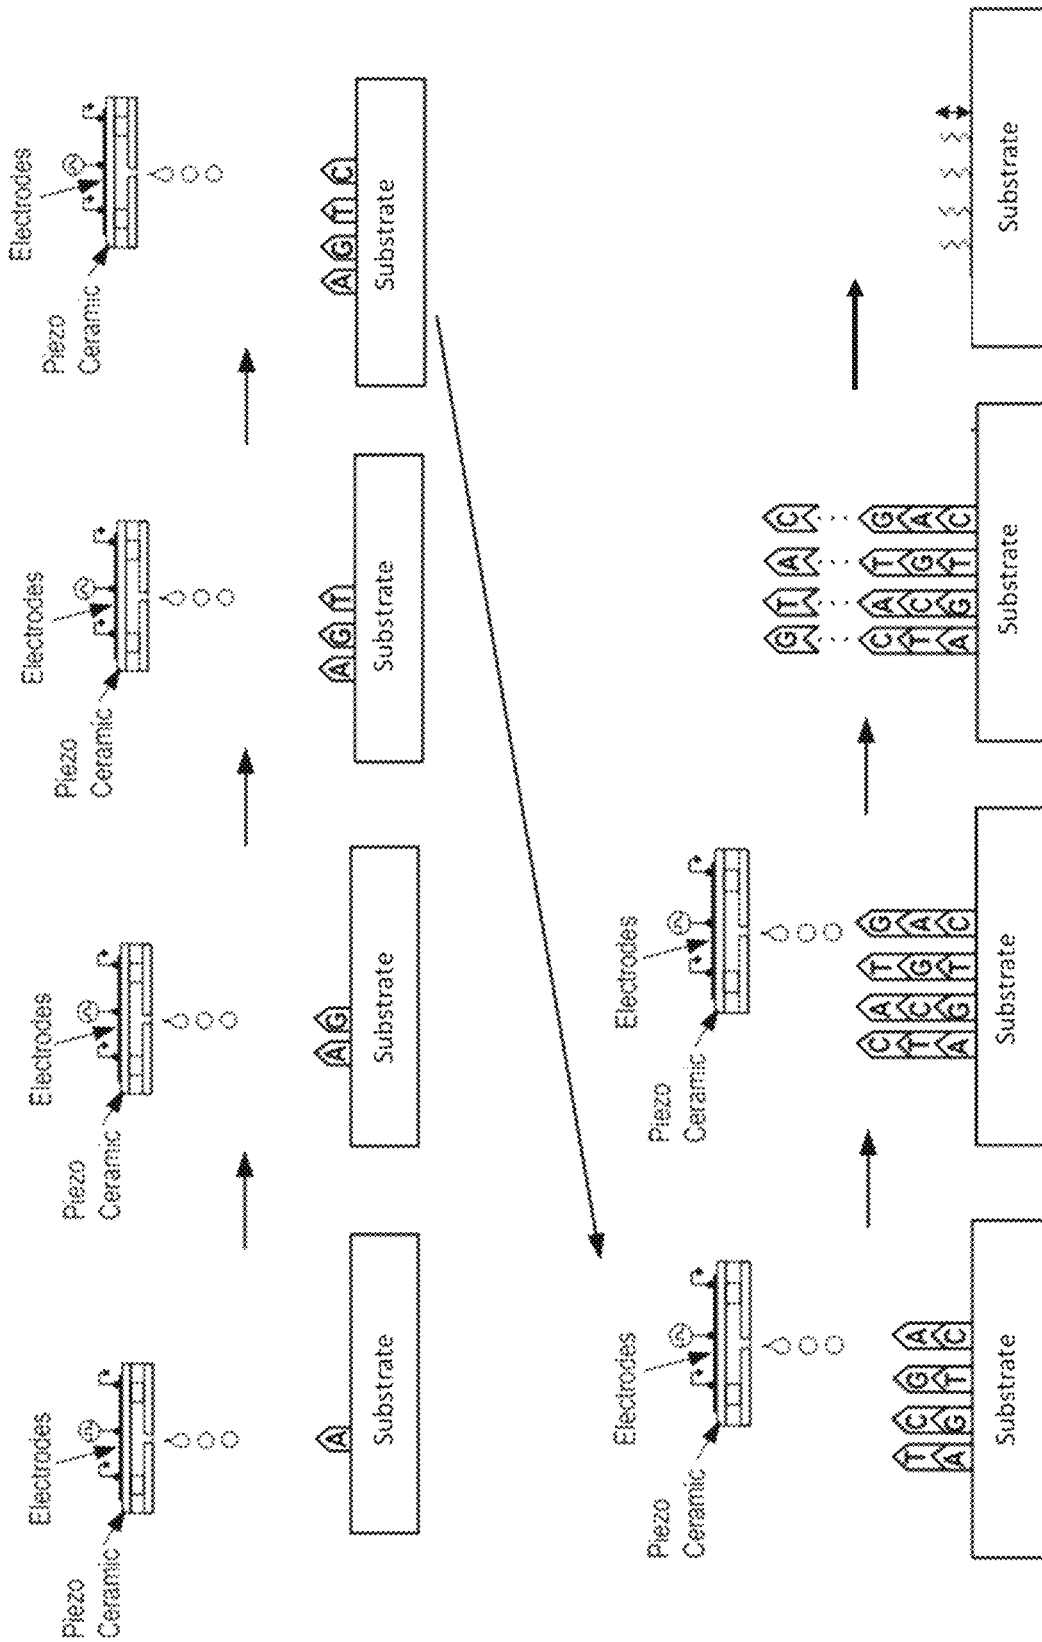 Piezo
Ceramic
Electrodes
A
Substrate
Piezo
Ceramic
Electrodes
A G
Substrate
Piezo
Ceramic
Electrodes
A G T
Substrate
Piezo
Ceramic
Electrodes
A G T C
Substrate
Piezo
Ceramic
Electrodes
T C G A
A G T C
Substrate
Piezo
Ceramic
Electrodes
C A T G
T C G A
A G T C
Substrate
G T A C
C A T G
T C G A
A G T C
Substrate
Substrate